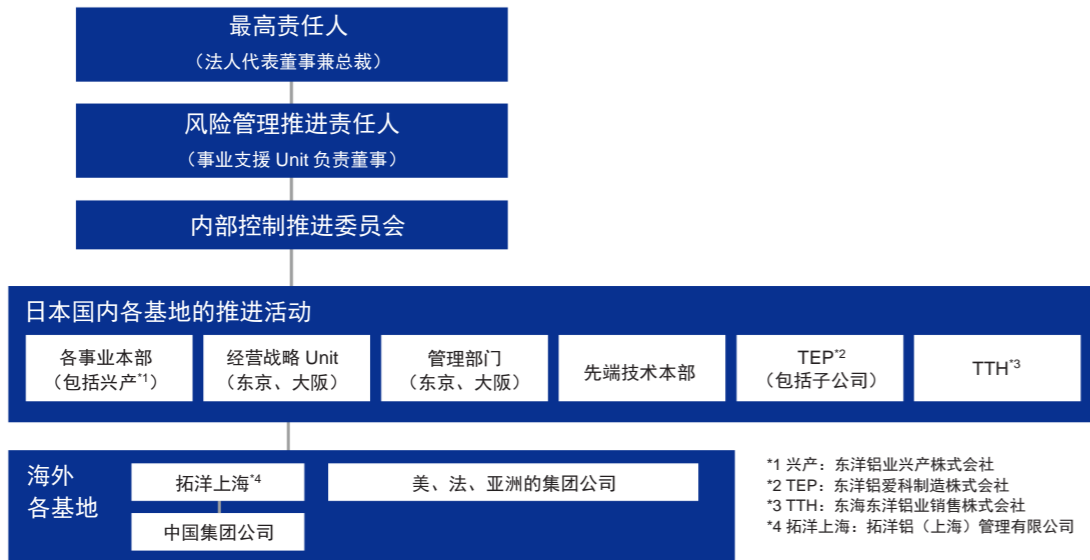 最高责任人
（法人代表董事兼总裁）
风险管理推进责任人
（事业支援 Unit 负责董事）
内部控制推进委员会
日本国内各基地的推进活动
各事业本部
（包括兴产*1）
经营战略 Unit
（东京、大阪）
管理部门
（东京、大阪）
先端技术本部
TEP*2
（包括子公司）
TTH*3
海外
各基地
拓洋上海*4
中国集团公司
美、法、亚洲的集团公司
*1 兴产：东洋铝业兴产株式会社
*2 TEP：东洋铝爱科制造株式会社
*3 TTH：东海东洋铝业销售株式会社
*4 拓洋上海：拓洋铝（上海）管理有限公司